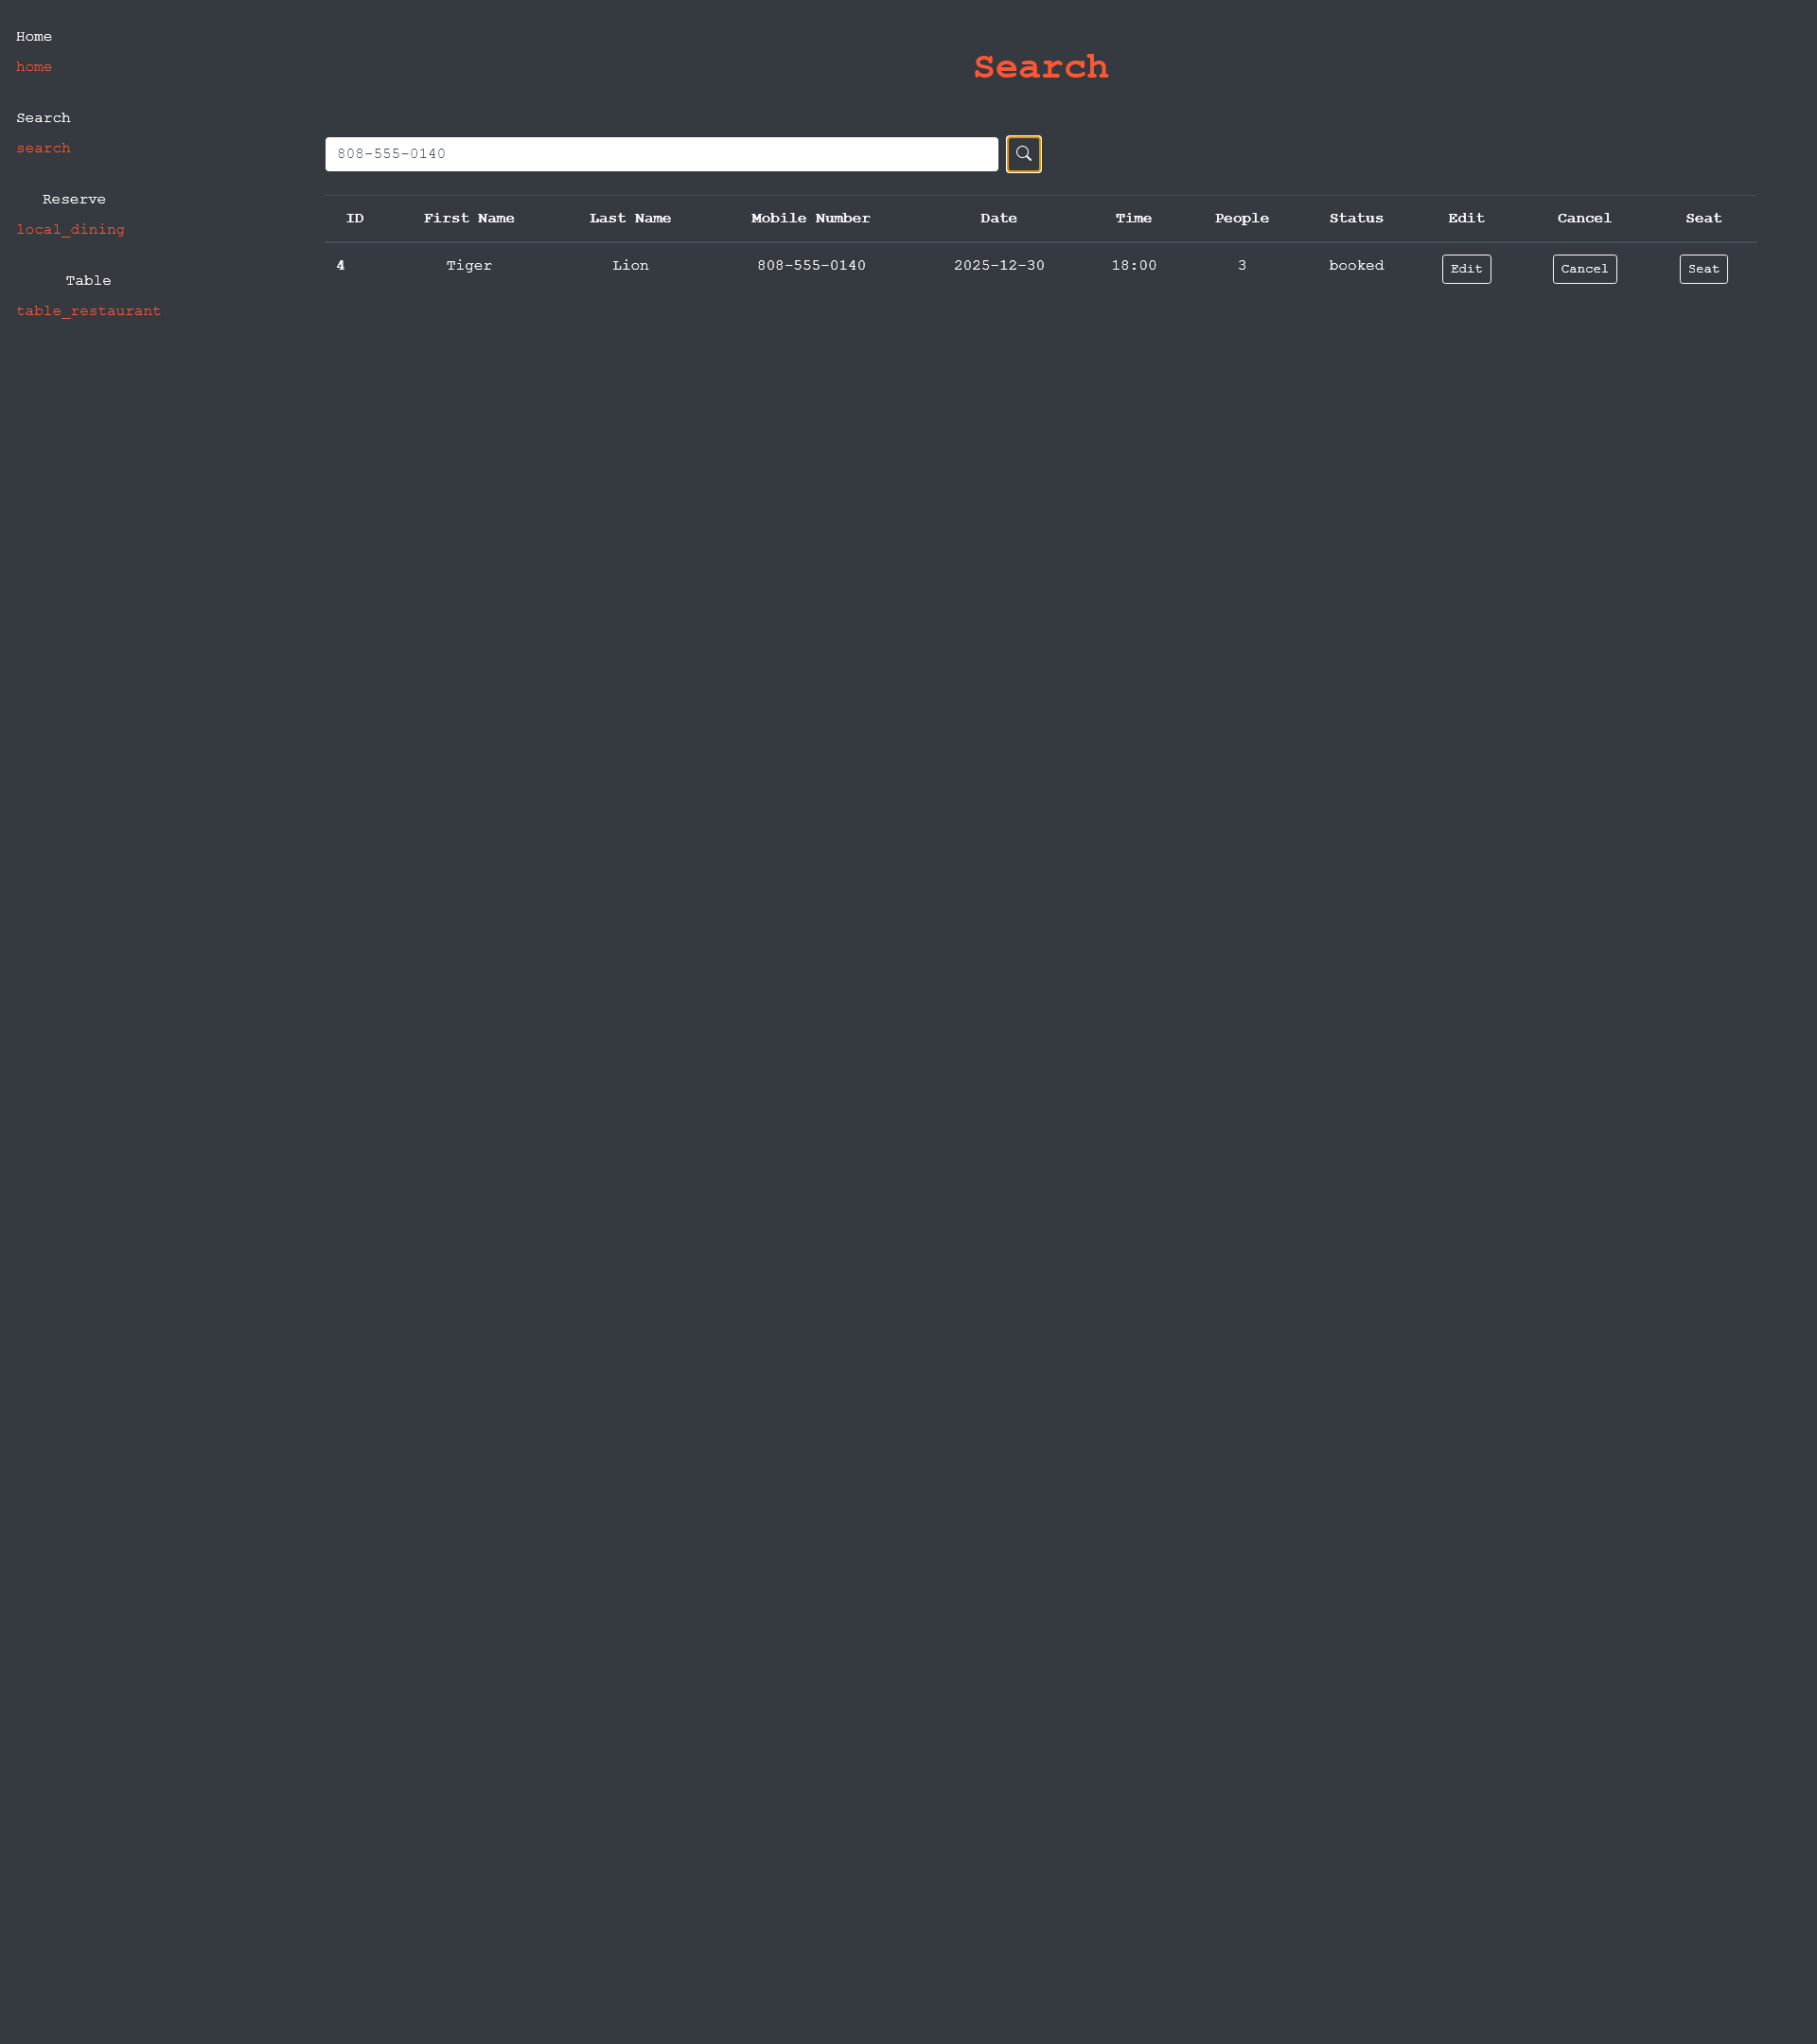 Home
home
Search
search
Reserve
local_dining
Table
table_restaurant
Search
808-555-0140
ID First Name Last Name Mobile Number Date Time People Status Edit Cancel Seat
4 Tiger Lion 808-555-0140 2025-12-30 18:00 3 booked Edit Cancel Seat